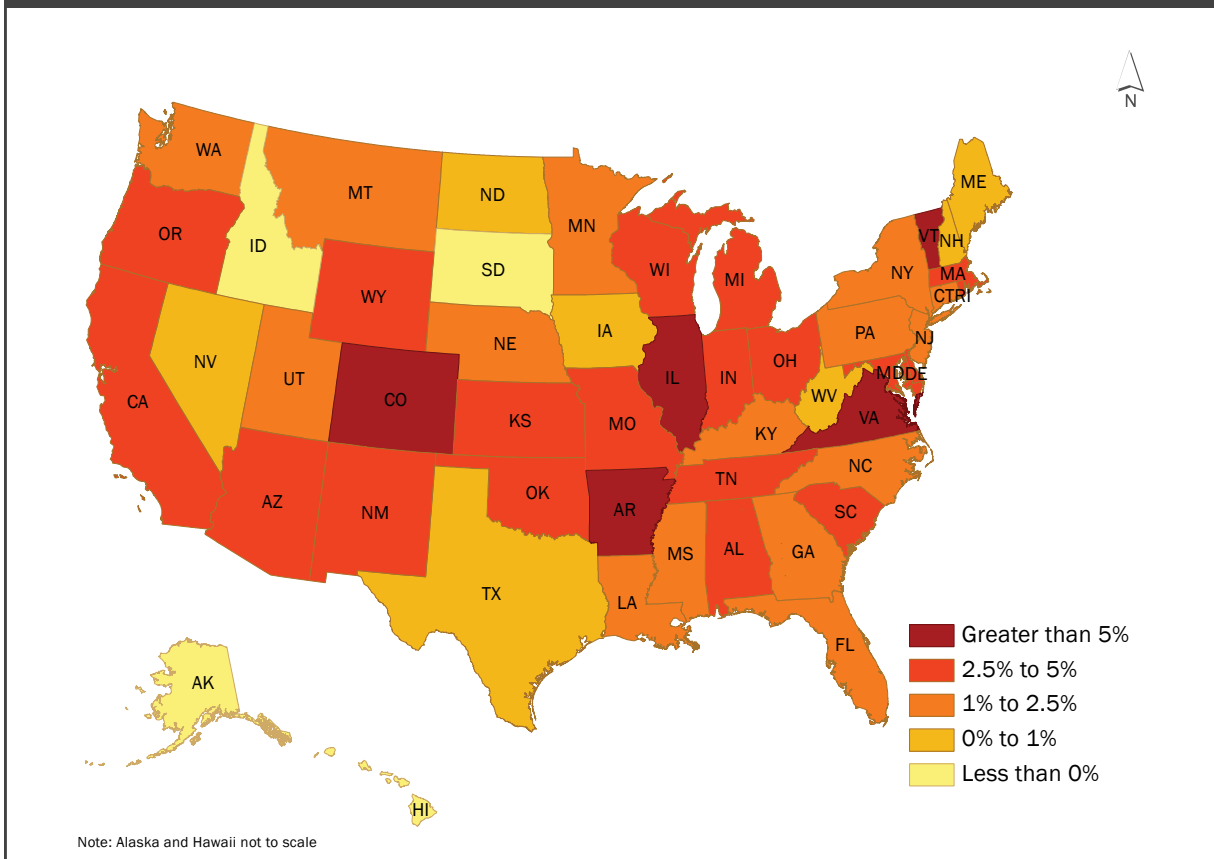 N
WA
MT
ND
MN
ME
VT
NH
OR
ID
SD
WI
MI
NY
MA
CT
RI
WY
IA
NE
PA
NJ
NV
UT
CO
IL
IN
OH
MD
DE
WV
VA
CA
KS
MO
KY
NC
AZ
NM
OK
AR
TN
SC
MS
AL
GA
TX
LA
FL
AK
HI
Greater than 5%
2.5% to 5%
1% to 2.5%
0% to 1%
Less than 0%
Note: Alaska and Hawaii not to scale